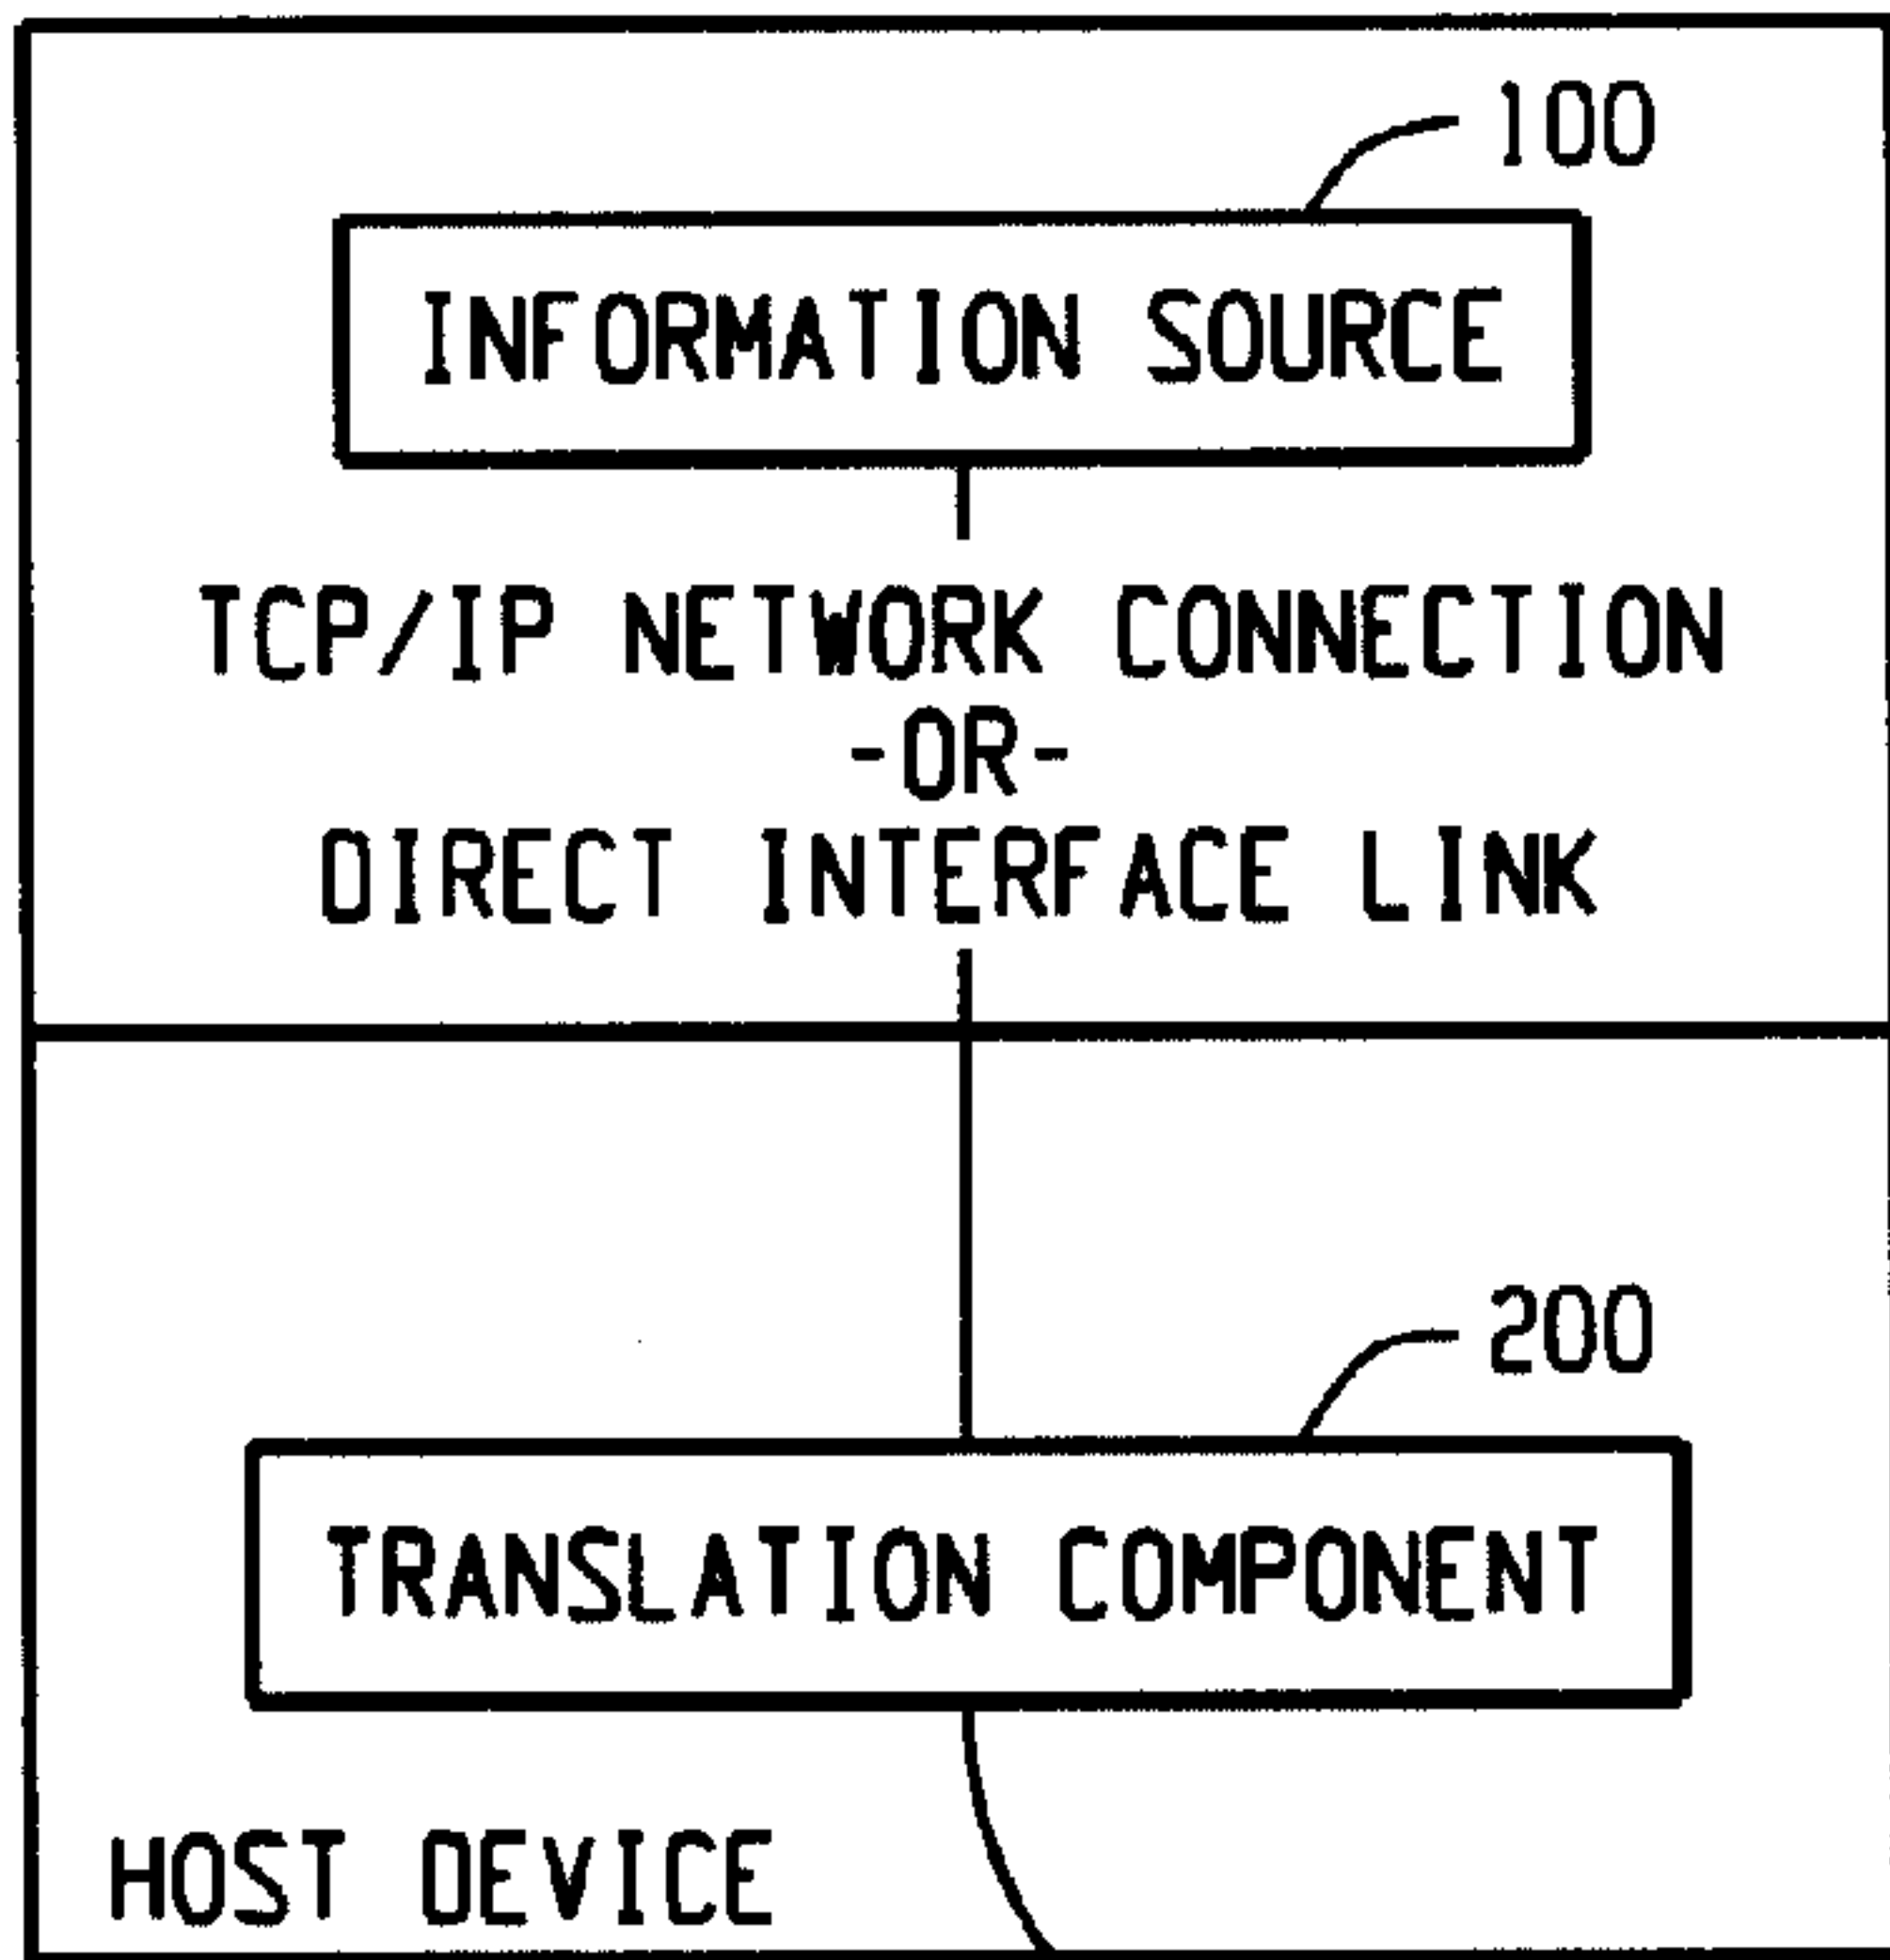 100
INFORMATION SOURCE
TCP/IP NETWORK CONNECTION
-OR-
DIRECT INTERFACE LINK
200
TRANSLATION COMPONENT
HOST DEVICE